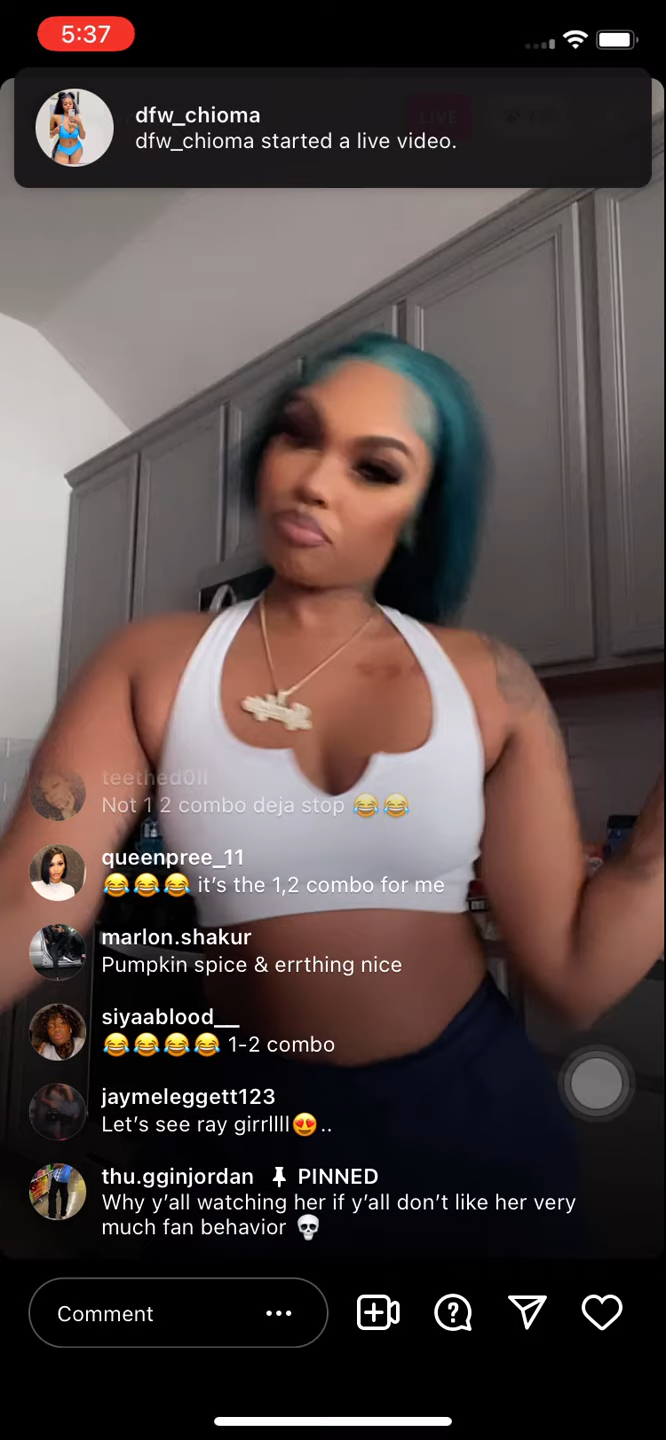 5:37
dfw_chioma
LIVE
dfw_chioma started a live video.
teethed0ll
Not 1 2 combo deja stop 😂😂
queenpree_11
😂😂😂 it's the 1,2 combo for me
marlon.shakur
Pumpkin spice & errthing nice
siyaablood__
😂😂😂😂 1-2 combo
jaymeleggett123
Let's see ray girrllll😍..
thu.gginjordan 📌 PINNED
Why y'all watching her if y'all don't like her very
much fan behavior 💀
Comment ...